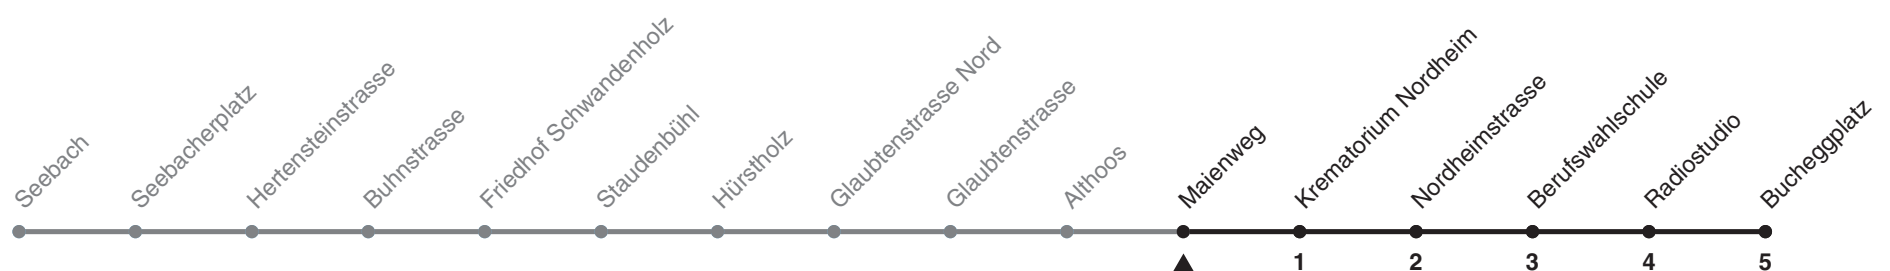 Seebach
Seebacherplatz
Hertensteinstrasse
Buhnstrasse
Friedhof Schwandenholz
Staudenbühl
Hürstholz
Glaubtenstrasse Nord
Glaubtenstrasse
Althoos
Maienweg
Krematorium Nordheim
Nordheimstrasse
Berufswahlschule
Radiostudio
Bucheggplatz
1 2 3 4 5